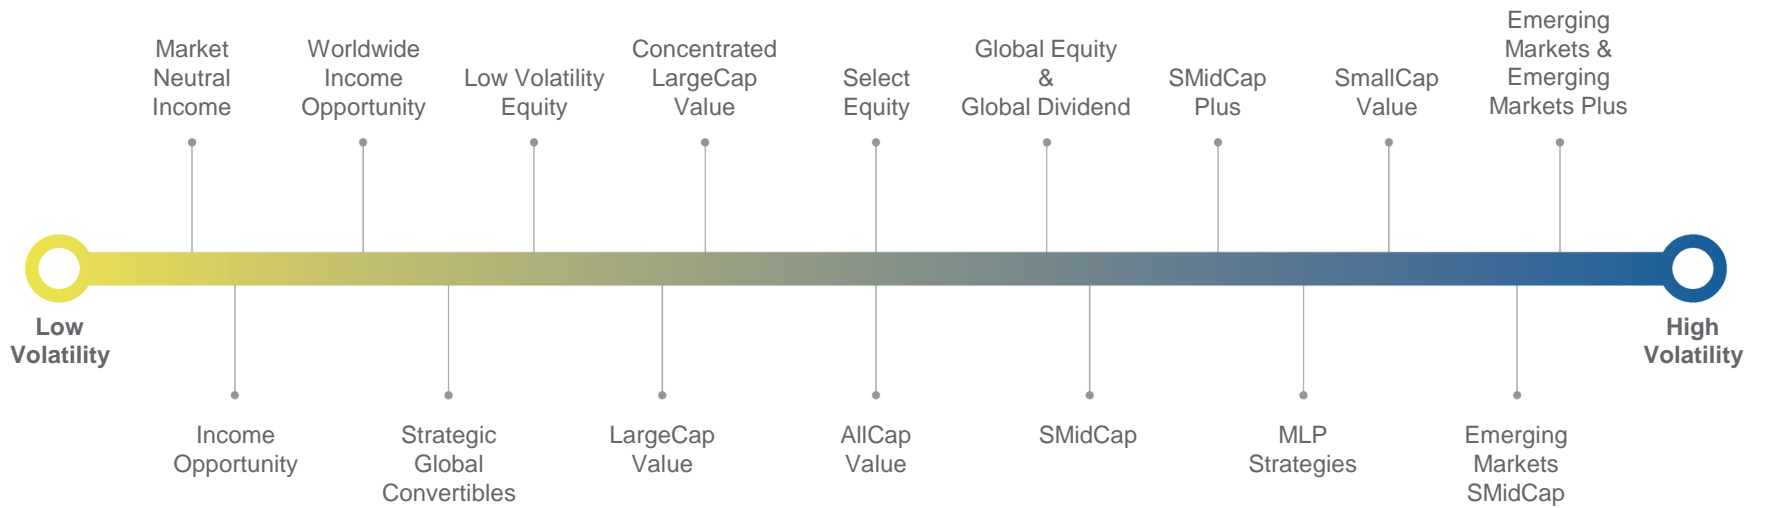 Market
Neutral
Income
Worldwide
Income
Opportunity
Low Volatility
Equity
Concentrated
LargeCap
Value
Select
Equity
Global Equity
&
Global Dividend
SMidCap
Plus
SmallCap
Value
Emerging
Markets &
Emerging
Markets Plus
Low
Volatility
High
Volatility
Income
Opportunity
Strategic
Global
Convertibles
LargeCap
Value
AllCap
Value
SMidCap
MLP
Strategies
Emerging
Markets
SMidCap